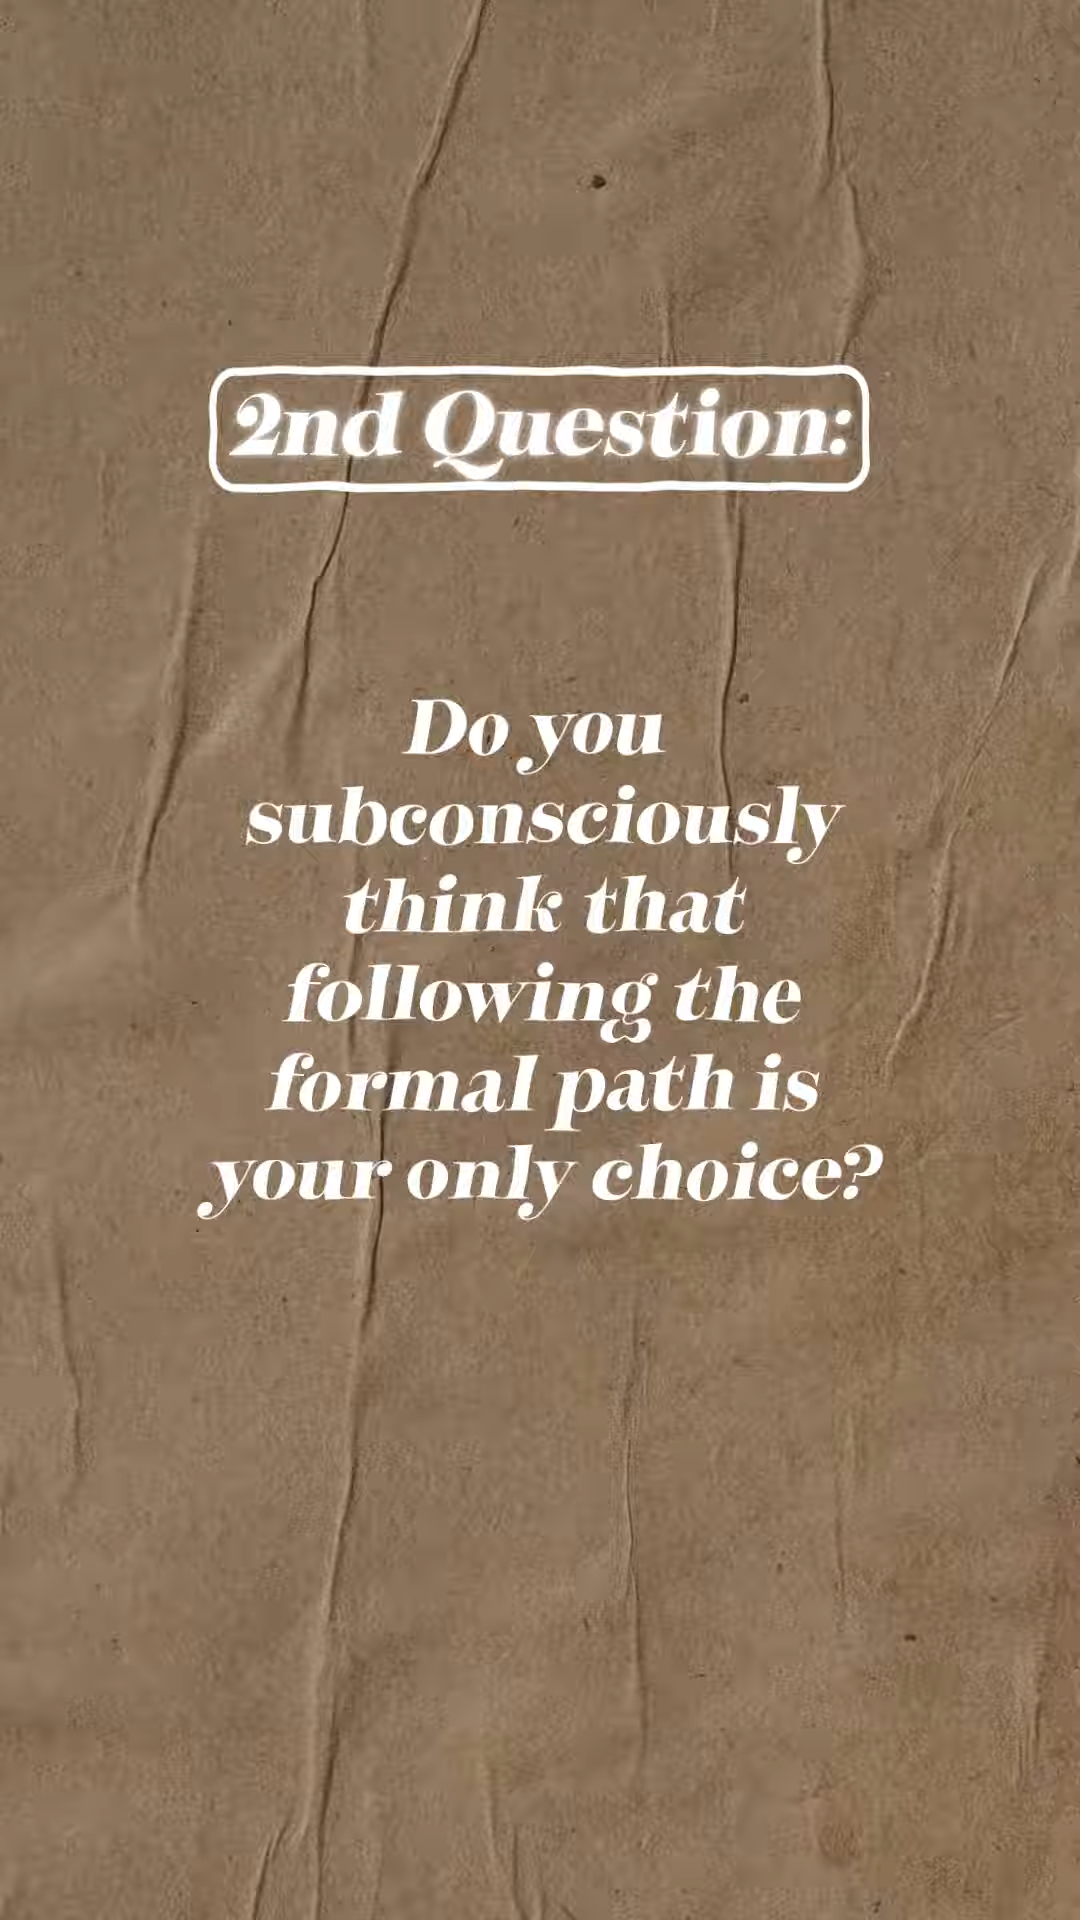 2nd Question:
Do you
subconsciously
think that
following the
formal path is
your only choice?